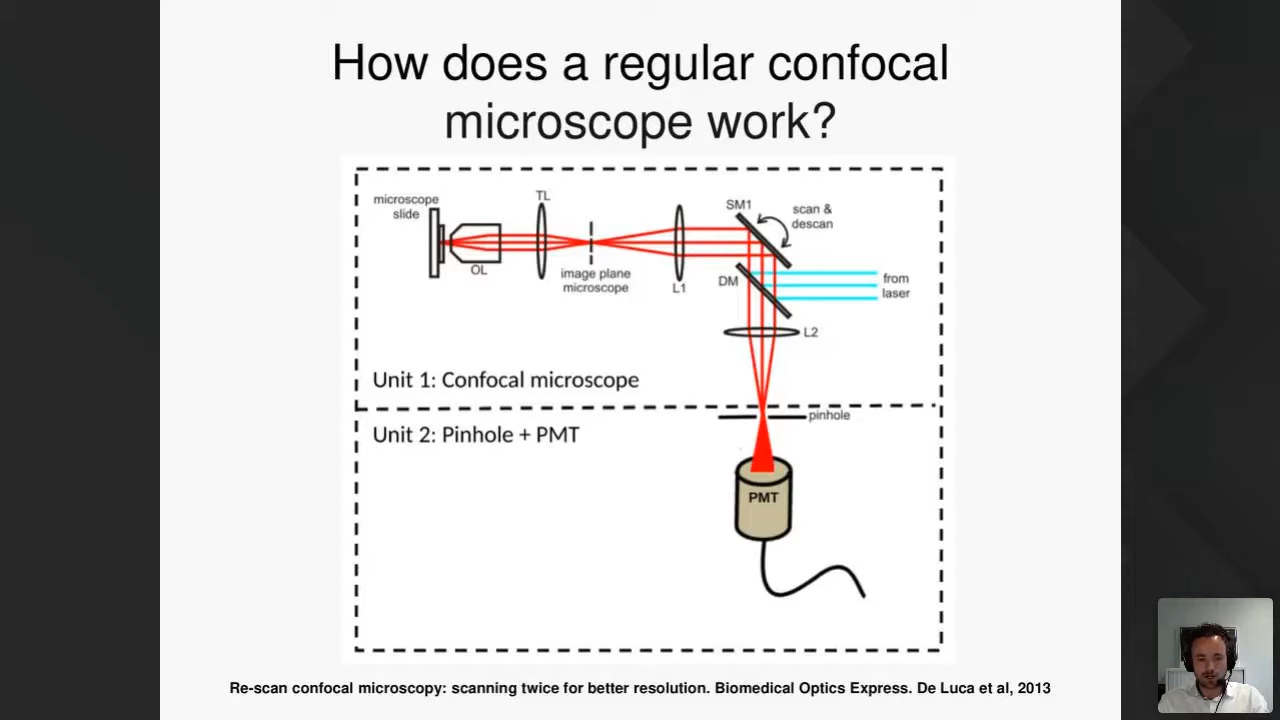 How does a regular confocal
microscope work?
microscope
slide
TL
OL
image plane
microscope
L1
SM1
scan &
descan
DM
from
laser
L2
Unit 1: Confocal microscope
pinhole
Unit 2: Pinhole + PMT
PMT
Re-scan confocal microscopy: scanning twice for better resolution. Biomedical Optics Express. De Luca et al, 2013